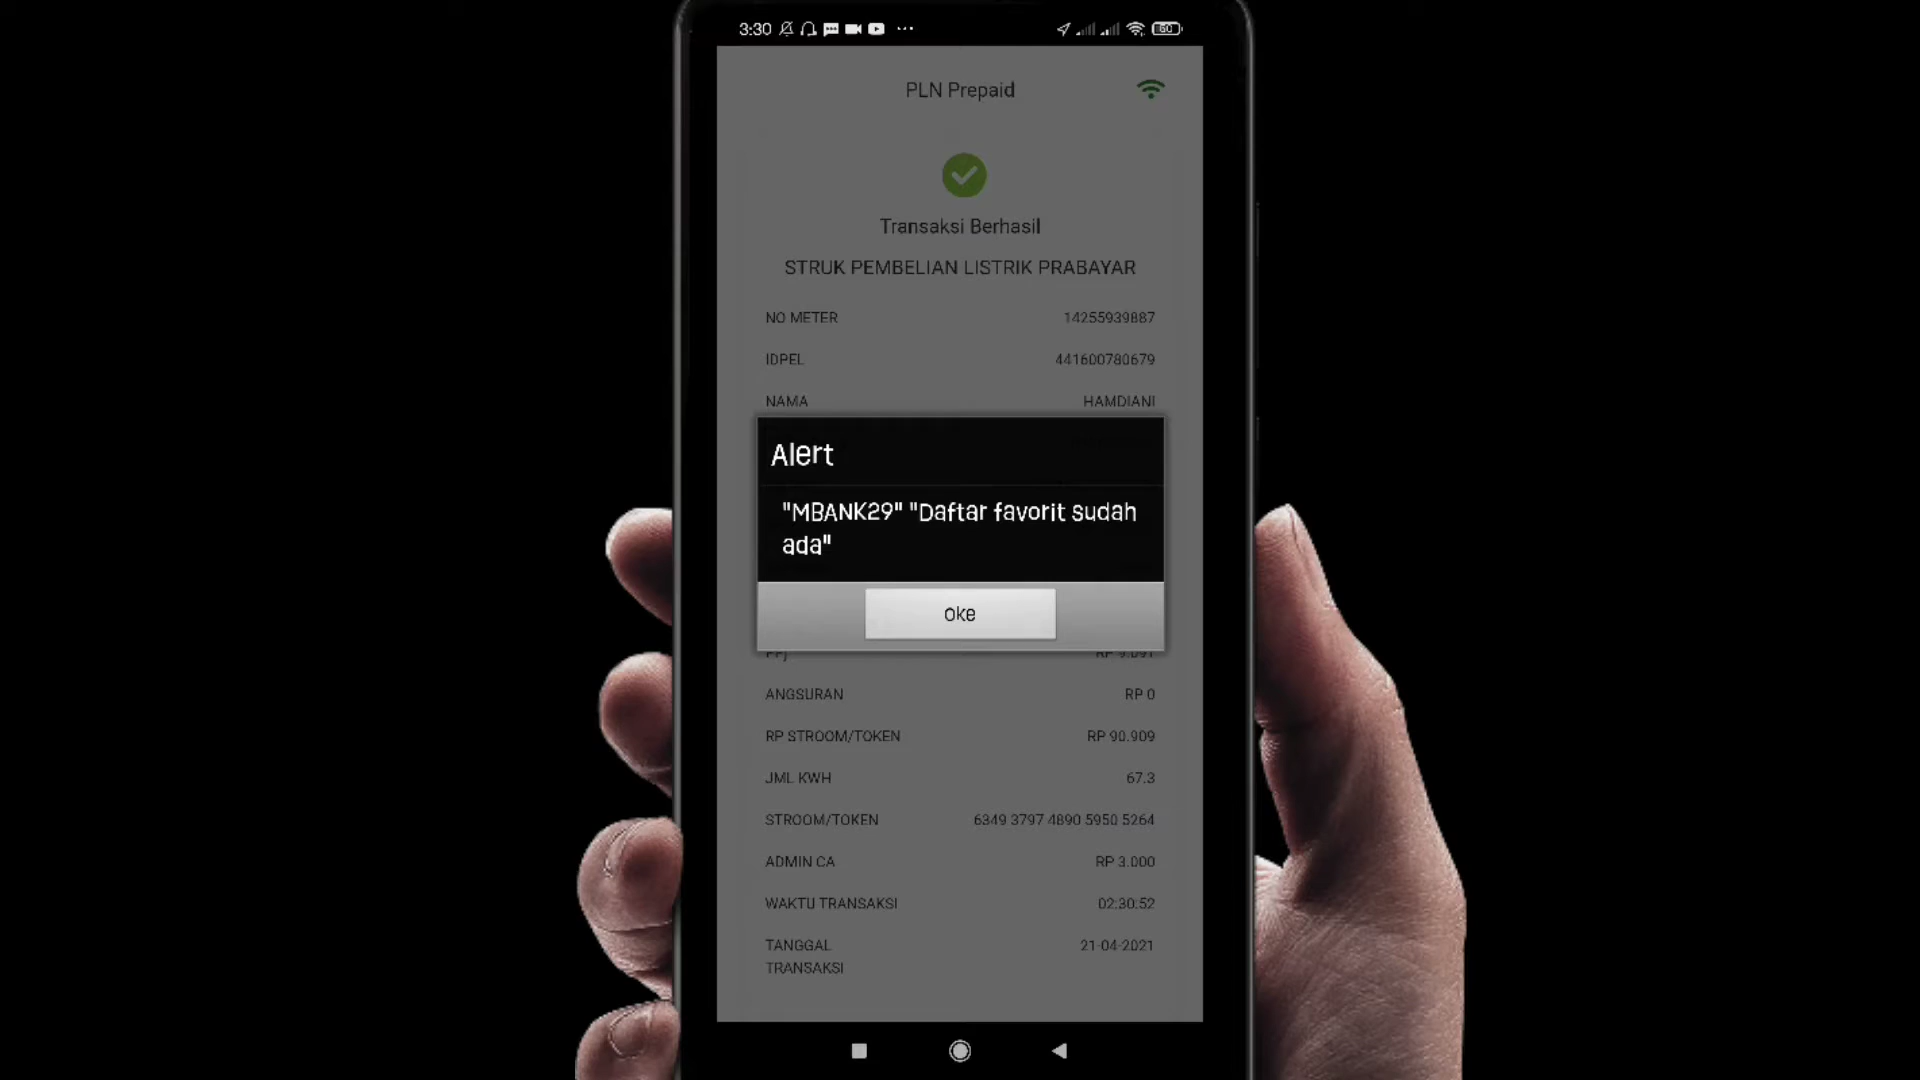 3:30
60
PLN Prepaid
Transaksi Berhasil
STRUK PEMBELIAN LISTRIK PRABAYAR
NO METER 14255939887
IDPEL 441600780679
NAMA HAMDIANI
Alert
"MBANK29" "Daftar favorit sudah
ada"
oke
PPJ RP 9.091
ANGSURAN RP 0
RP STROOM/TOKEN RP 90.909
JML KWH 67.3
STROOM/TOKEN 6349 3797 4890 5950 5264
ADMIN CA RP 3.000
WAKTU TRANSAKSI 02:30:52
TANGGAL 21-04-2021
TRANSAKSI